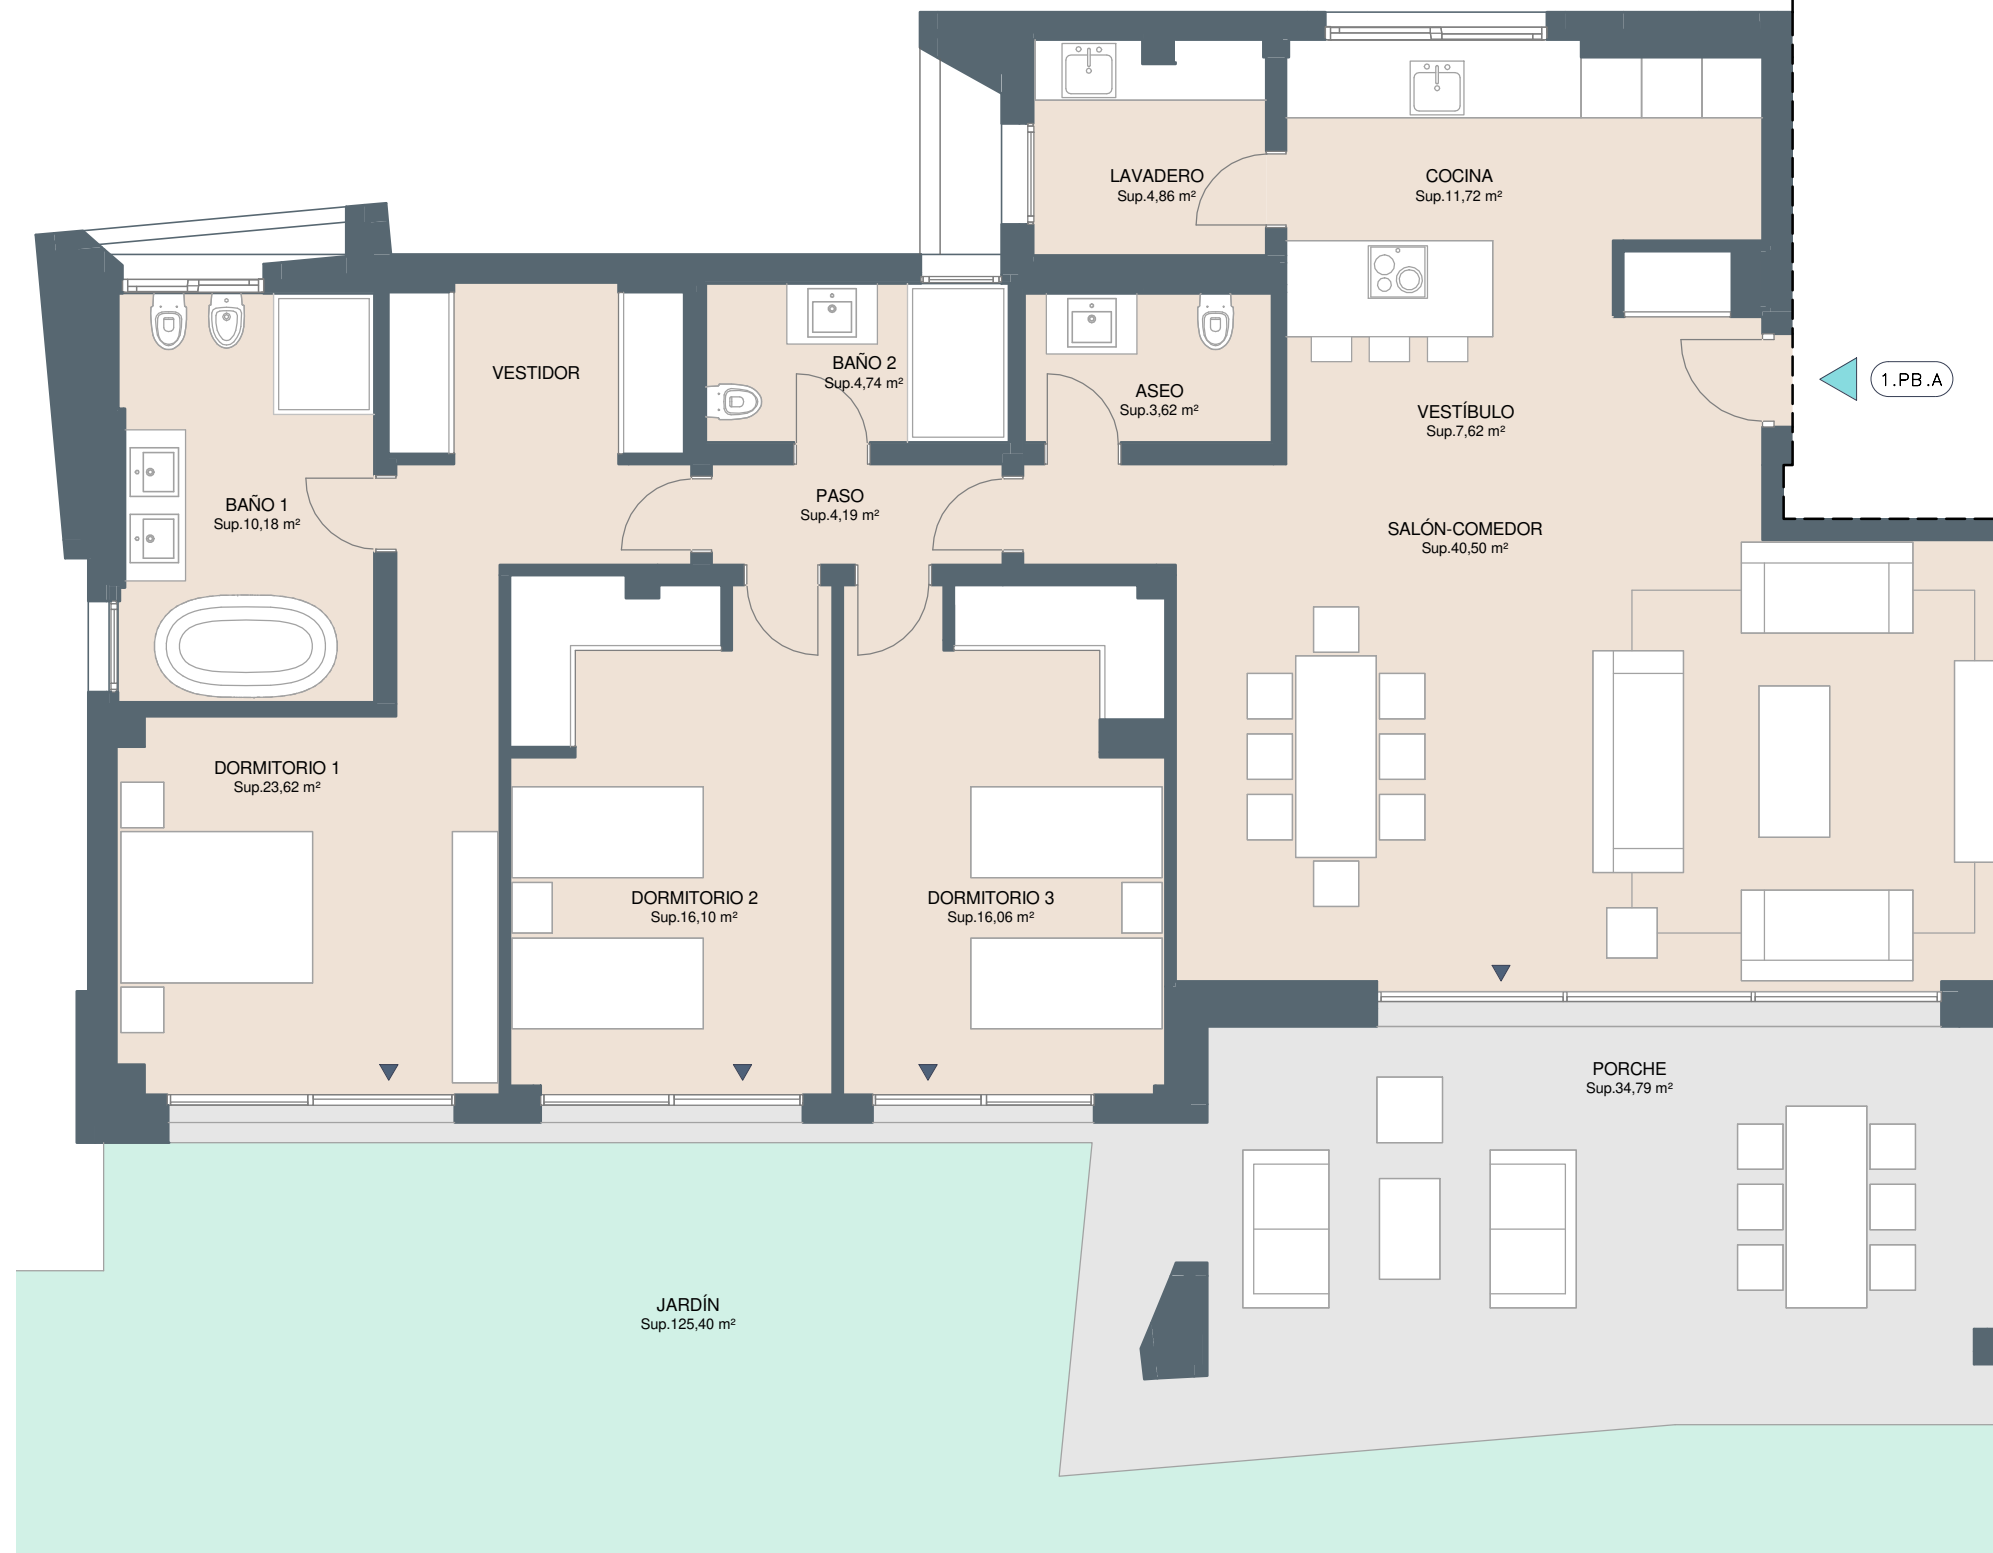 LAVADERO
Sup.4,86 m²
COCINA
Sup.11,72 m²
VESTIDOR
BAÑO 2
Sup.4,74 m²
ASEO
Sup.3,62 m²
VESTÍBULO
Sup.7,62 m²
1.PB.A
BAÑO 1
Sup.10,18 m²
PASO
Sup.4,19 m²
SALÓN-COMEDOR
Sup.40,50 m²
DORMITORIO 1
Sup.23,62 m²
DORMITORIO 2
Sup.16,10 m²
DORMITORIO 3
Sup.16,06 m²
PORCHE
Sup.34,79 m²
JARDÍN
Sup.125,40 m²